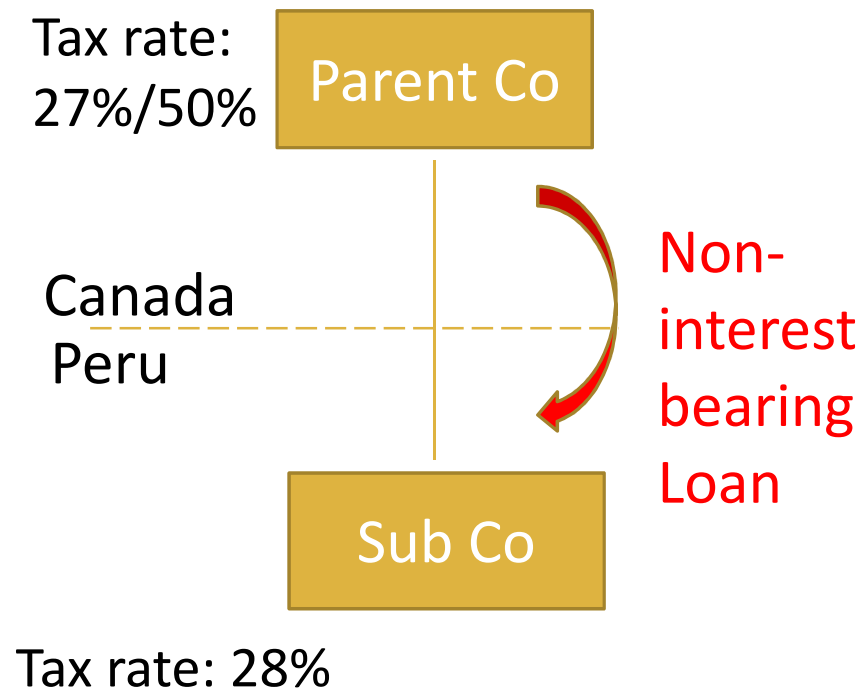 Tax rate:
27%/50%
Parent Co
Canada
Peru
Non-
interest
bearing
Loan
Sub Co
Tax rate: 28%